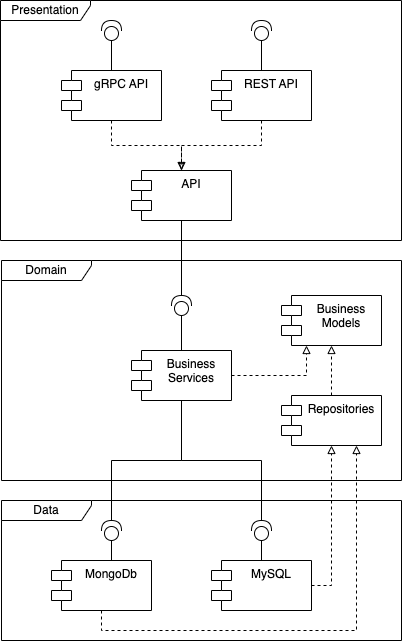 Presentation
gRPC API
REST API
API
Domain
Business
Models
Business
Services
Repositories
Data
MongoDb
MySQL